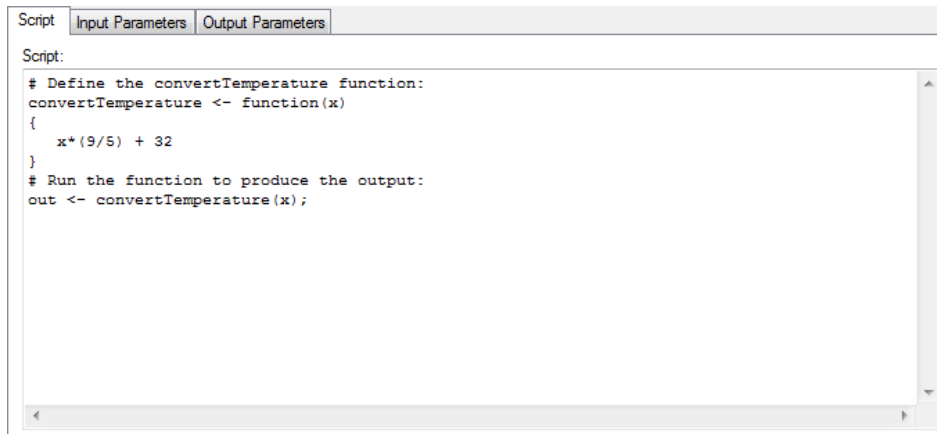 Script Input Parameters Output Parameters
Script:
# Define the convertTemperature function:
convertTemperature <- function(x)
{
   x*(9/5) + 32
}
# Run the function to produce the output:
out <- convertTemperature(x);